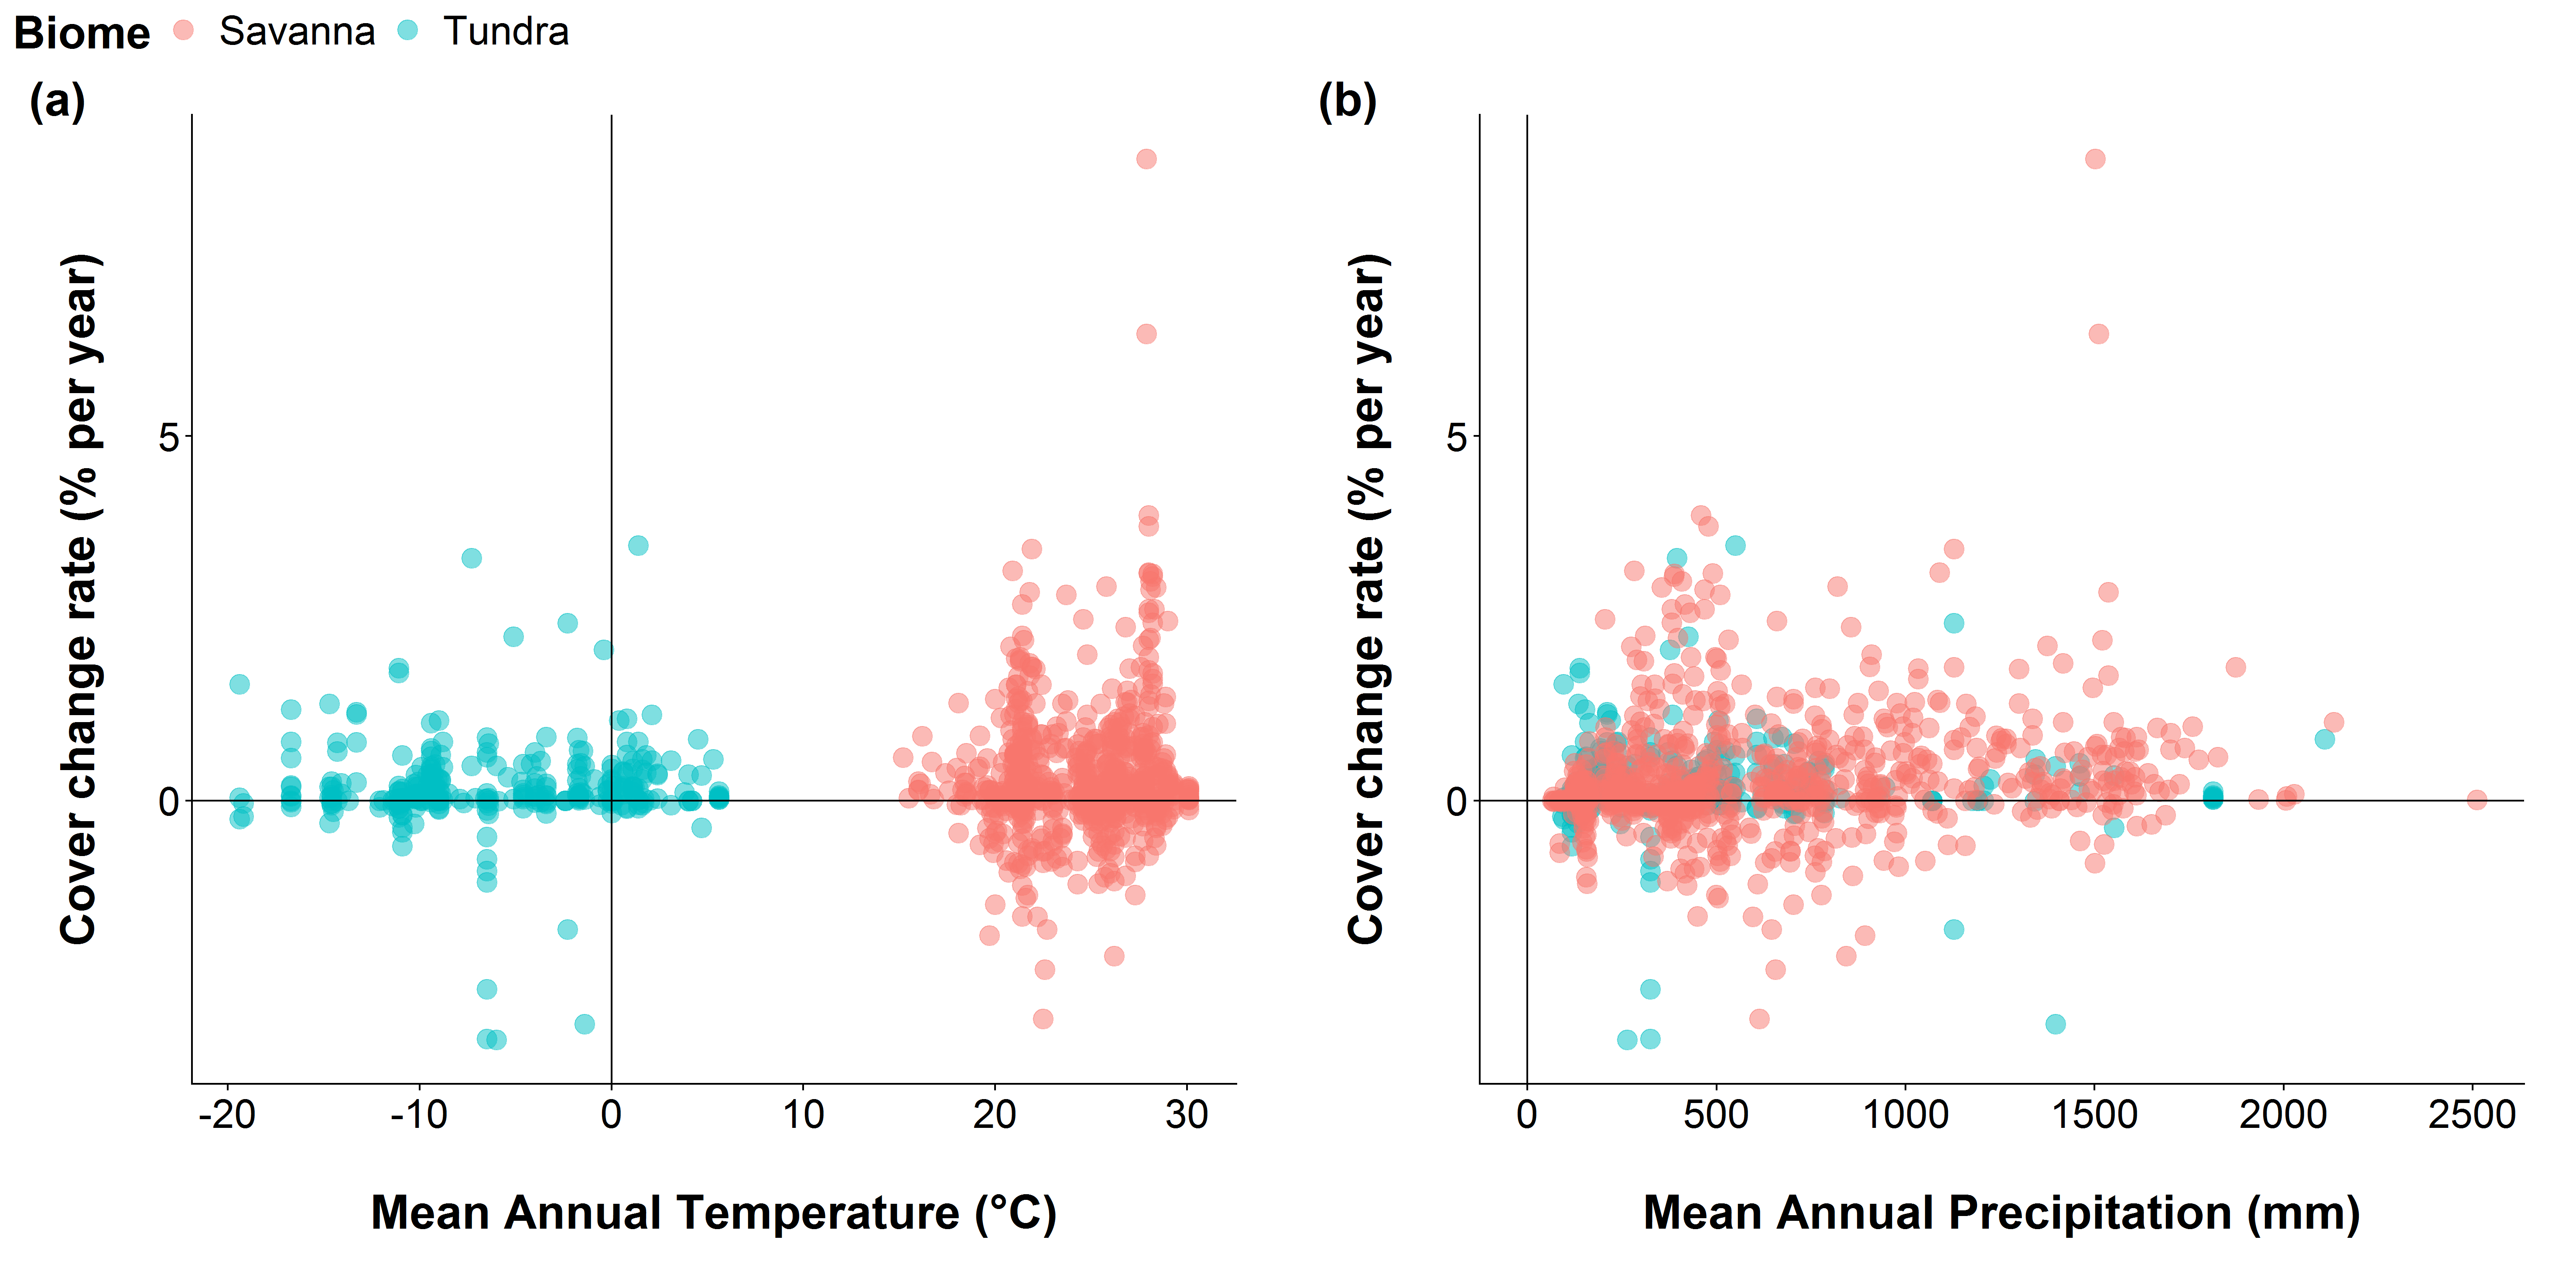 Biome Savanna Tundra
(a)
(b)
Cover change rate (% per year)
5
0
-20 -10 0 10 20 30
Mean Annual Temperature (°C)
Cover change rate (% per year)
5
0
0 500 1000 1500 2000 2500
Mean Annual Precipitation (mm)